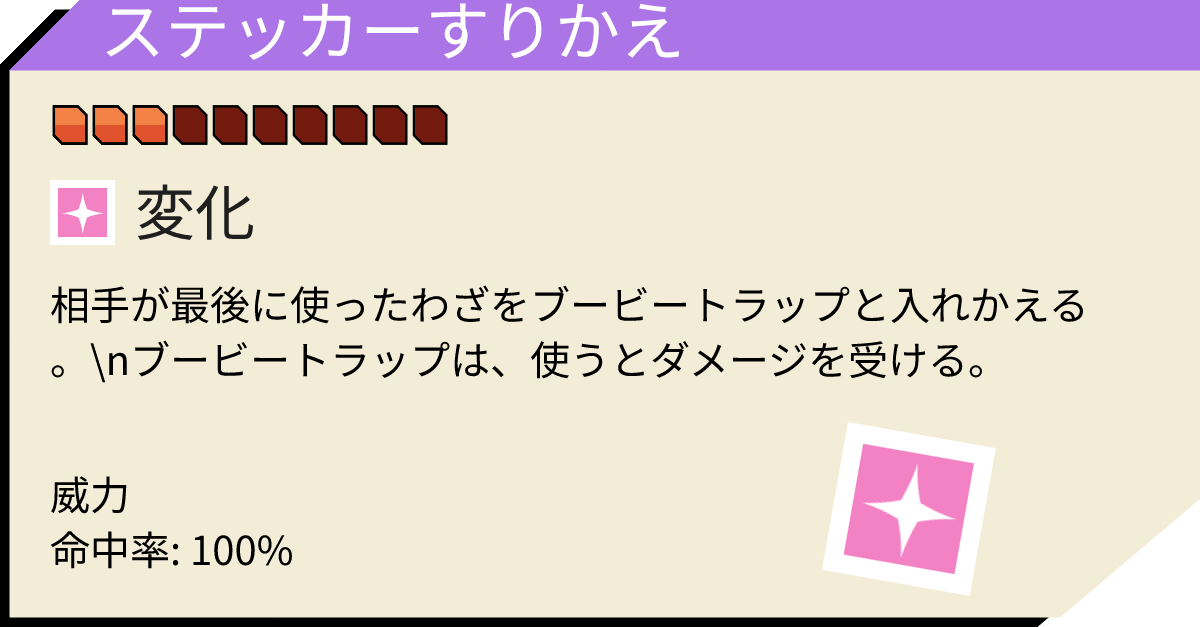 ステッカーすりかえ
変化
相手が最後に使ったわざをブービートラップと入れかえる
。\nブービートラップは、使うとダメージを受ける。
威力
命中率: 100%